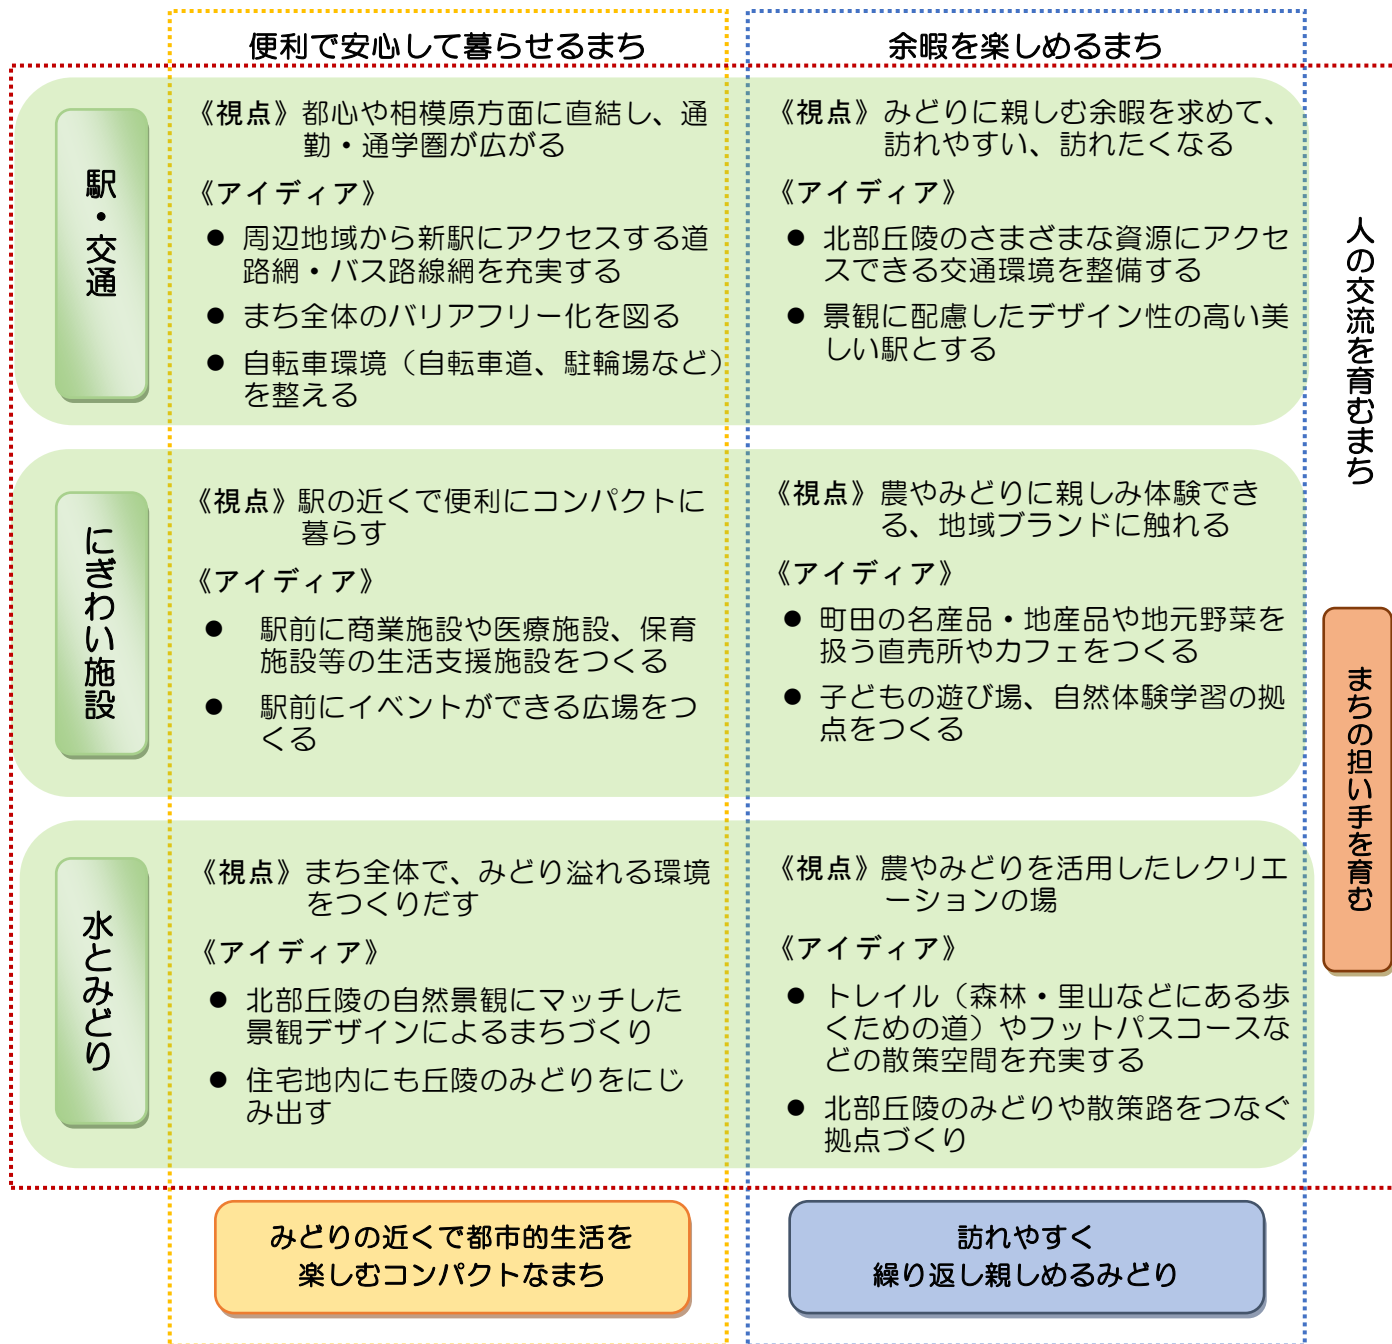 便利で安心して暮らせるまち
余暇を楽しめるまち
駅・交通
《視点》都心や相模原方面に直結し、通
勤・通学圏が広がる
《アイディア》
● 周辺地域から新駅にアクセスする道
路網・バス路線網を充実する
● まち全体のバリアフリー化を図る
● 自転車環境（自転車道、駐輪場など）
を整える
《視点》みどりに親しむ余暇を求めて、
訪れやすい、訪れたくなる
《アイディア》
● 北部丘陵のさまざまな資源にアクセ
スできる交通環境を整備する
● 景観に配慮したデザイン性の高い美
しい駅とする
にぎわい施設
《視点》駅の近くで便利にコンパクトに
暮らす
《アイディア》
● 駅前に商業施設や医療施設、保育
施設等の生活支援施設をつくる
● 駅前にイベントができる広場をつ
くる
《視点》農やみどりに親しみ体験でき
る、地域ブランドに触れる
《アイディア》
● 町田の名産品・地産品や地元野菜を
扱う直売所やカフェをつくる
● 子どもの遊び場、自然体験学習の拠
点をつくる
水とみどり
《視点》まち全体で、みどり溢れる環境
をつくりだす
《アイディア》
● 北部丘陵の自然景観にマッチした
景観デザインによるまちづくり
● 住宅地内にも丘陵のみどりをにじ
み出す
《視点》農やみどりを活用したレクリエ
ーションの場
《アイディア》
● トレイル（森林・里山などにある歩
くための道）やフットパスコースな
どの散策空間を充実する
● 北部丘陵のみどりや散策路をつなぐ
拠点づくり
人の交流を育むまち
まちの担い手を育む
みどりの近くで都市的生活を
楽しむコンパクトなまち
訪れやすく
繰り返し親しめるみどり